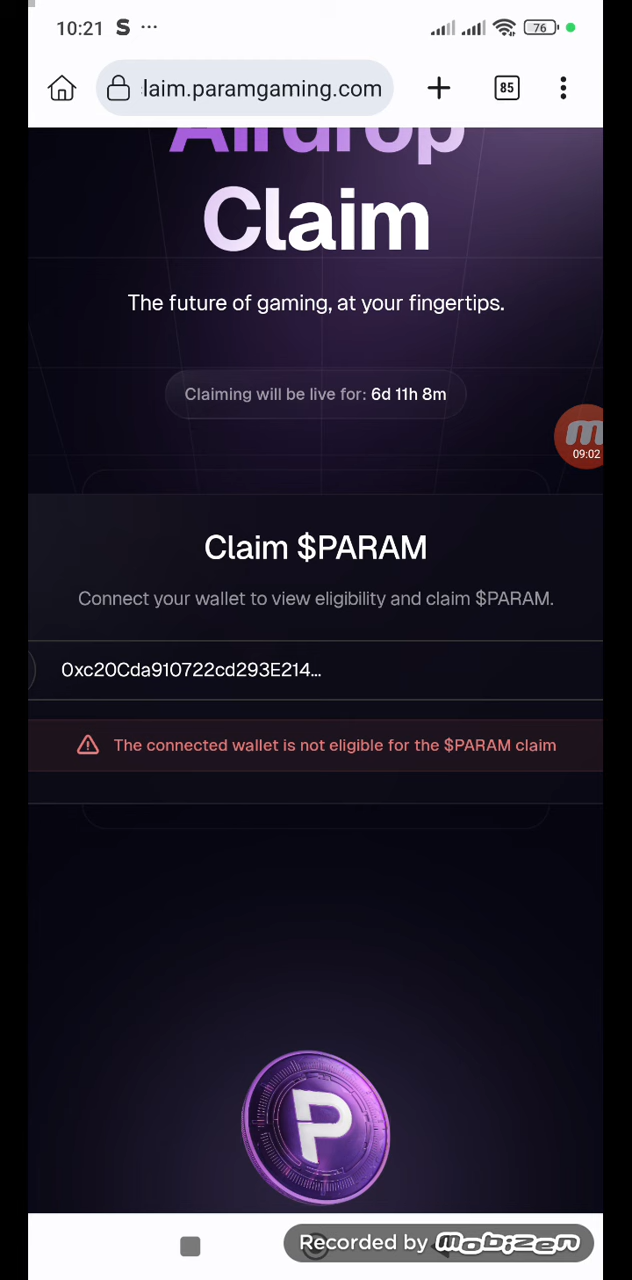 10:21 S ...
76
laim.paramgaming.com
85
Airdrop
Claim
The future of gaming, at your fingertips.
Claiming will be live for: 6d 11h 8m
m
09:02
Claim $PARAM
Connect your wallet to view eligibility and claim $PARAM.
0xc20Cda910722cd293E214...
The connected wallet is not eligible for the $PARAM claim
P
Recorded by mobizen